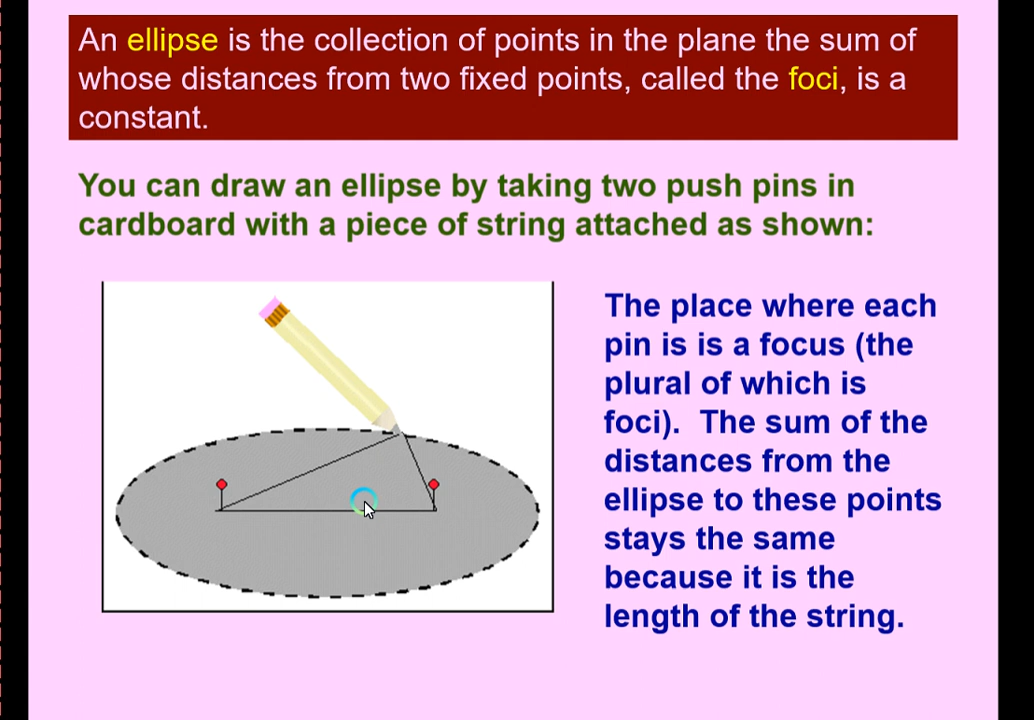 An ellipse is the collection of points in the plane the sum of
whose distances from two fixed points, called the foci, is a
constant.
You can draw an ellipse by taking two push pins in
cardboard with a piece of string attached as shown:
The place where each
pin is is a focus (the
plural of which is
foci).  The sum of the
distances from the
ellipse to these points
stays the same
because it is the
length of the string.